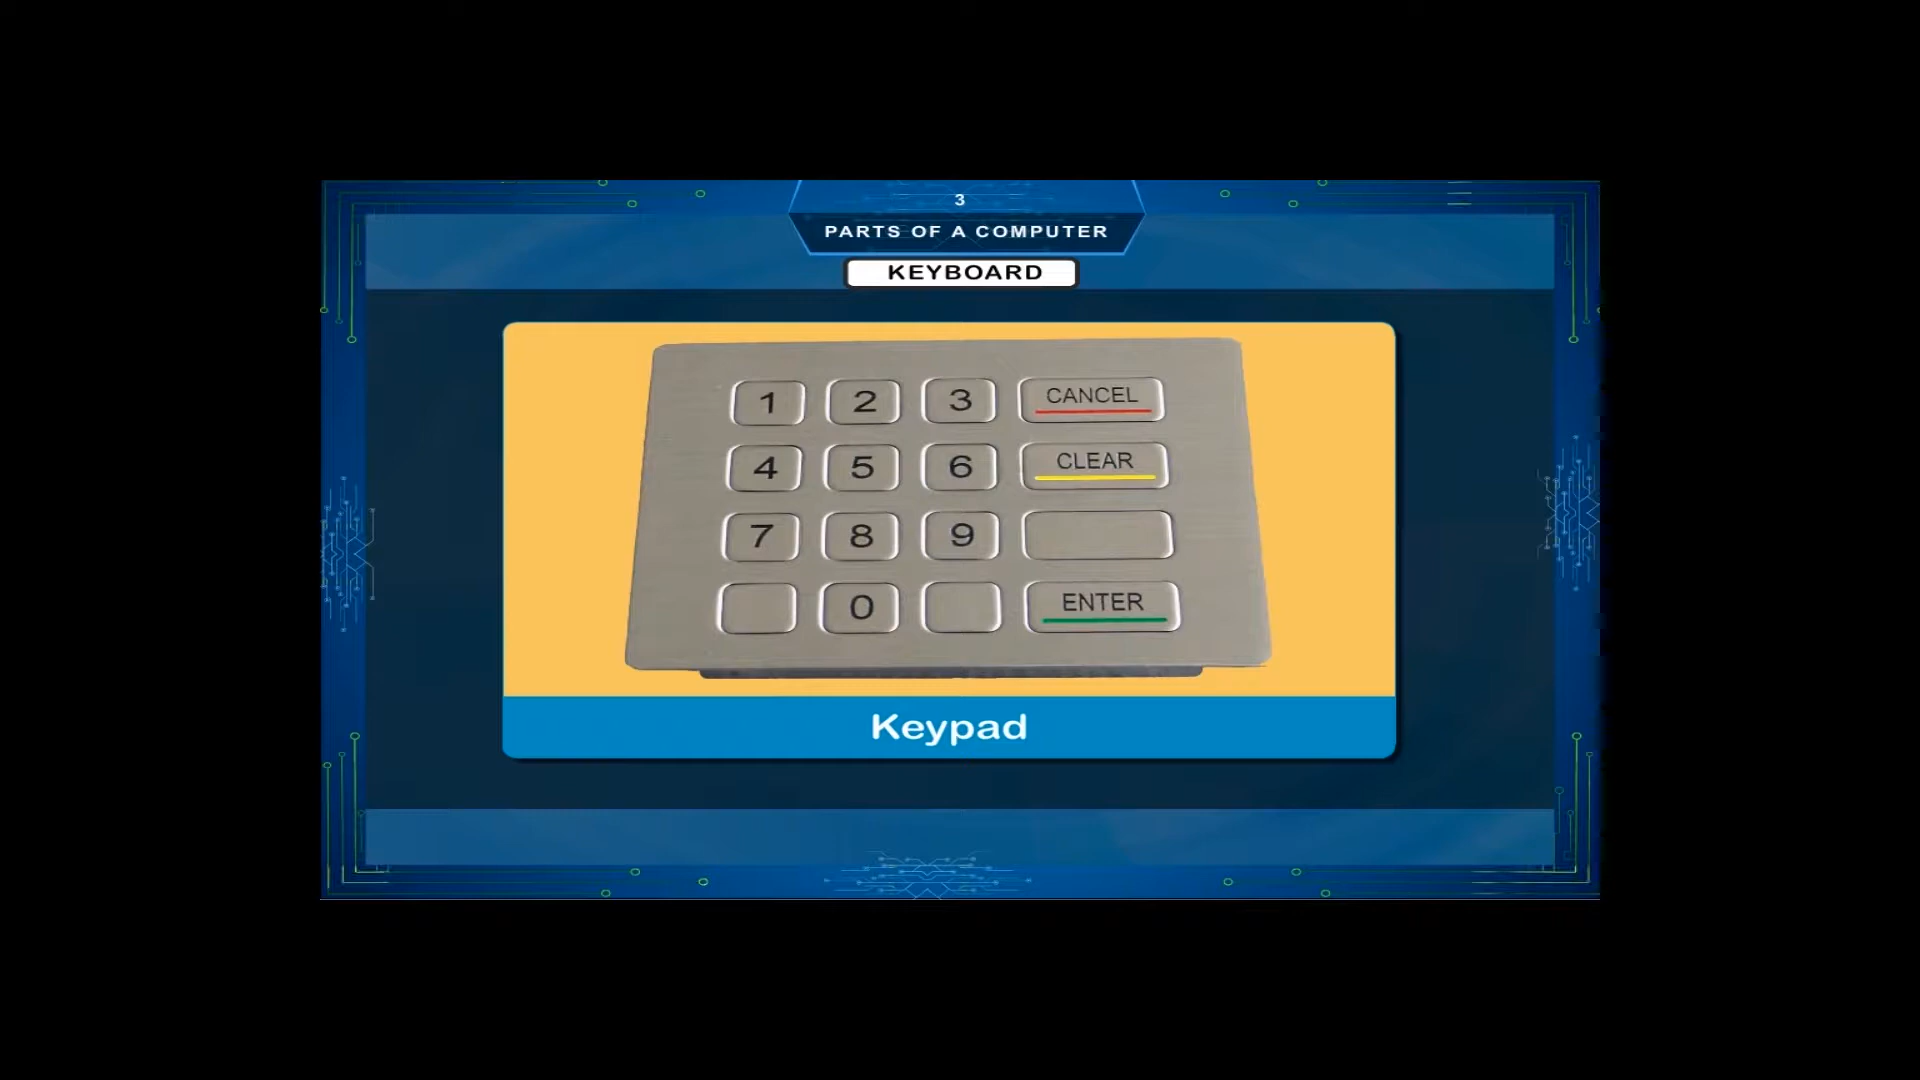 3
PARTS OF A COMPUTER
KEYBOARD
1 2 3 CANCEL
4 5 6 CLEAR
7 8 9
0 ENTER
Keypad